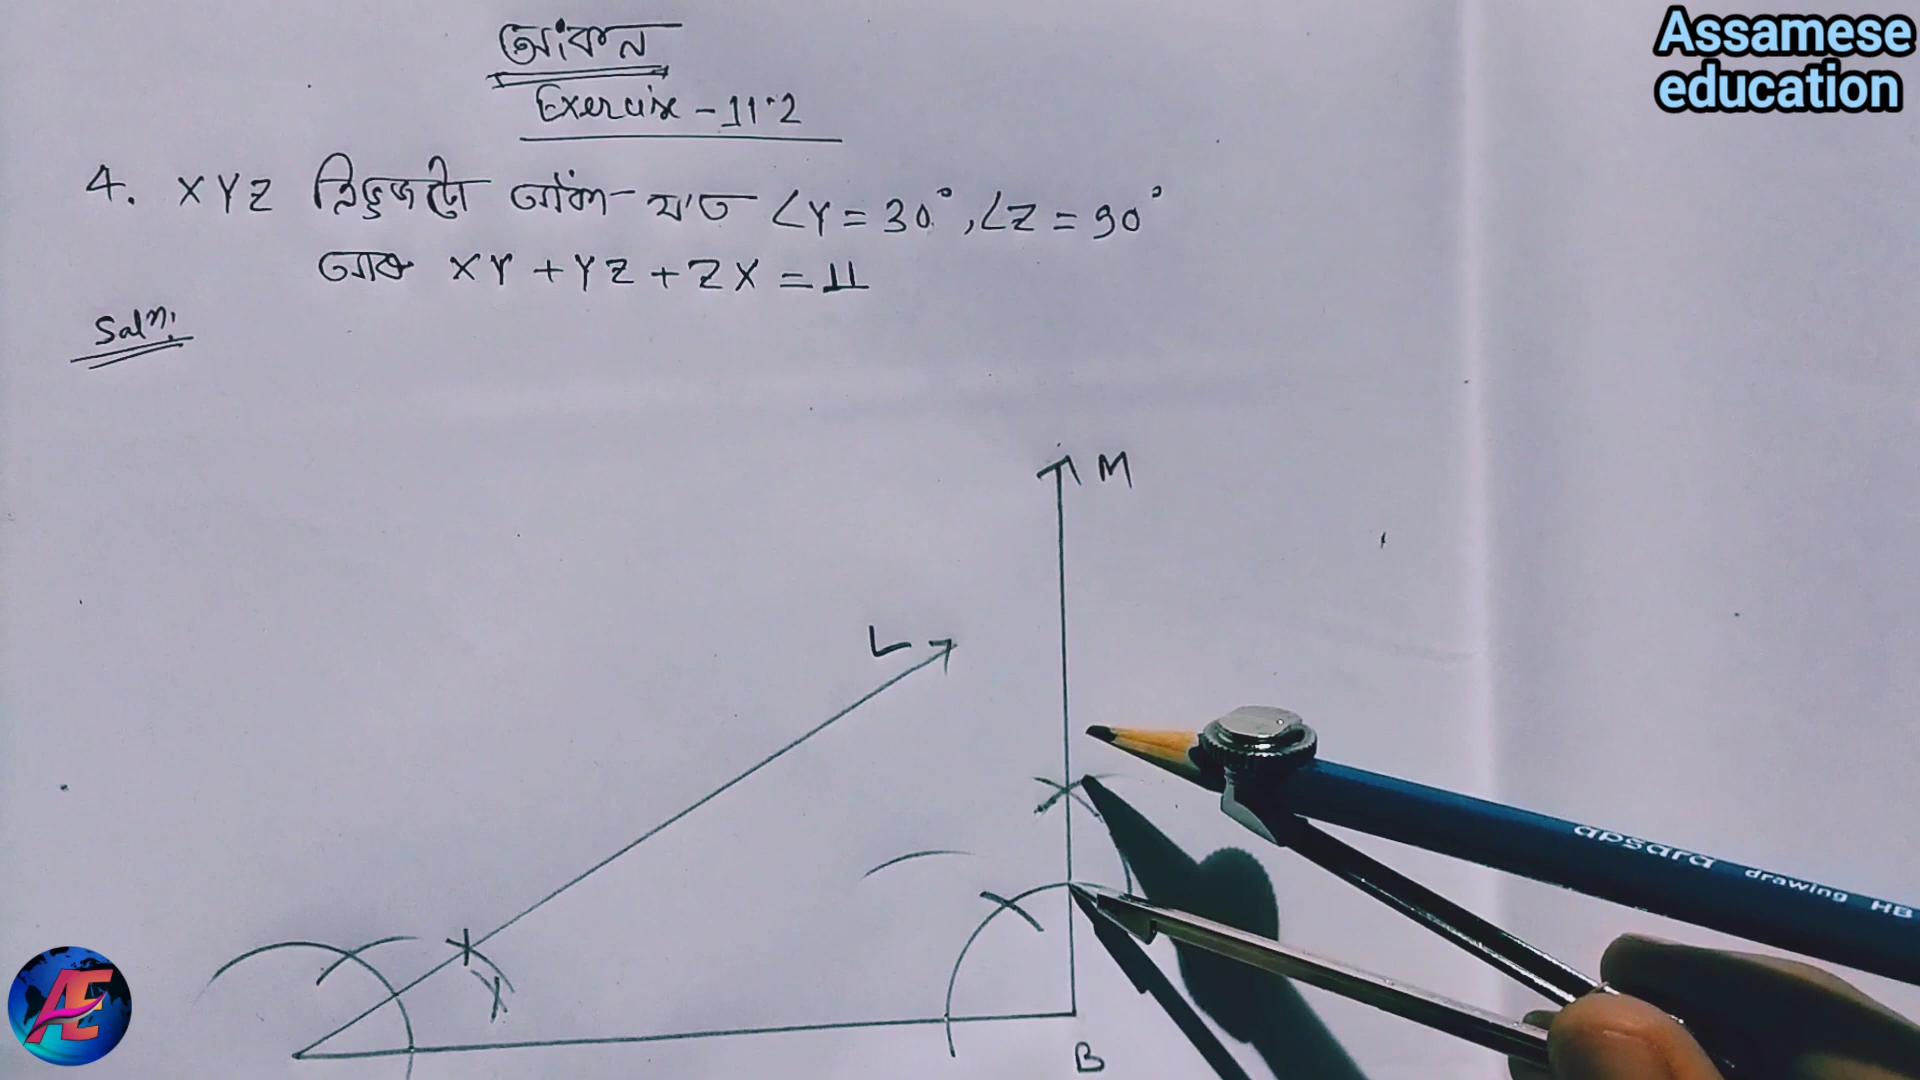 Assamese
education
অংকন
Exercise - 11.2
4. XYZ ত্ৰিভুজটো আঁকা য'ত ∠Y = 30°, ∠Z = 90°
আৰু XY + YZ + ZX = 11
Solⁿ.
M
L
apsara drawing HB
B
Æ